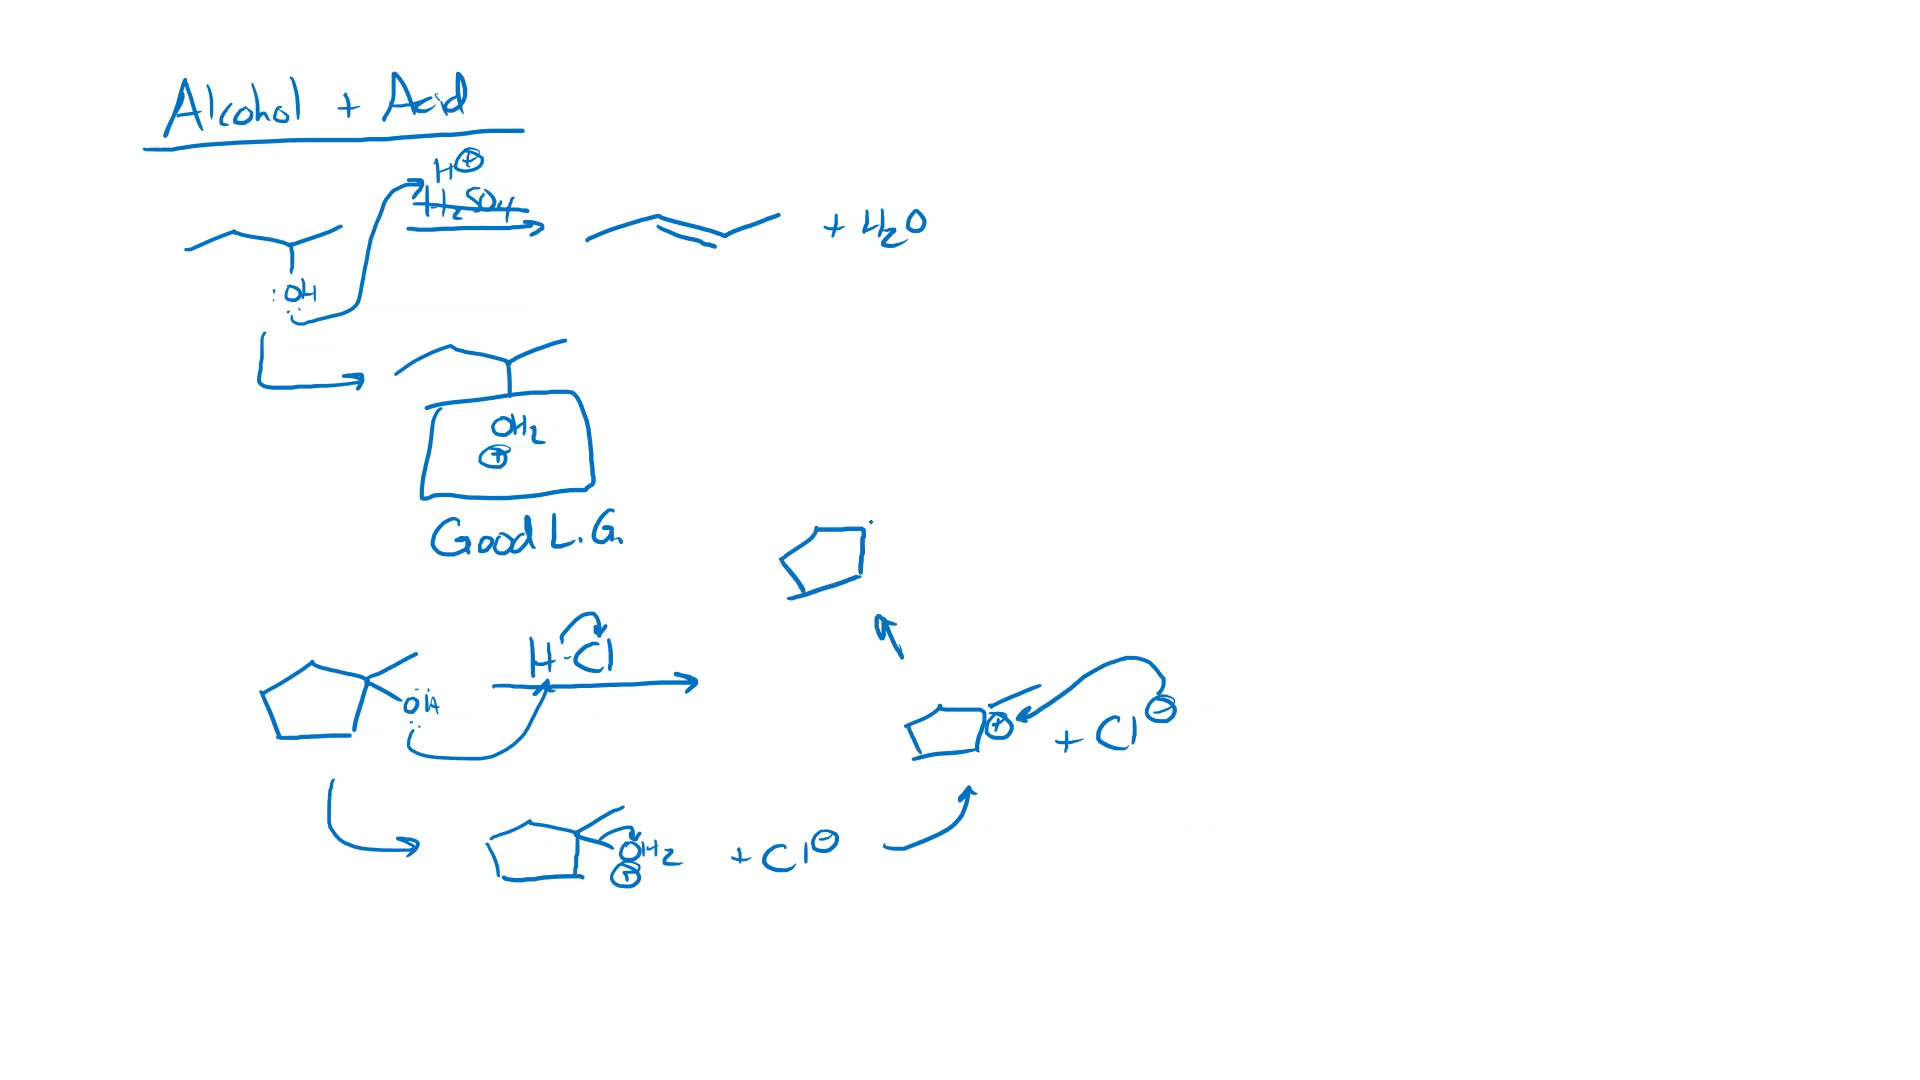 Alcohol + Acid
H⊕
H₂SO₄
+ H₂O
:OH
OH₂
⊕
Good L.G.
H-Cl
OH
⊕ + Cl⊖
OH₂ + Cl⊖
⊕